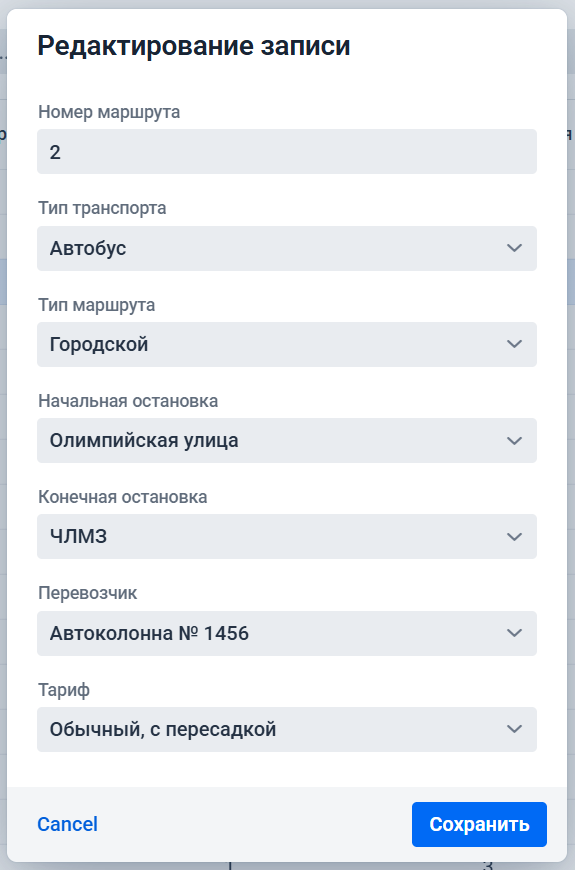 Редактирование записи
Номер маршрута
2
Тип транспорта
Автобус
Тип маршрута
Городской
Начальная остановка
Олимпийская улица
Конечная остановка
ЧЛМЗ
Перевозчик
Автоколонна № 1456
Тариф
Обычный, с пересадкой
Cancel
Сохранить